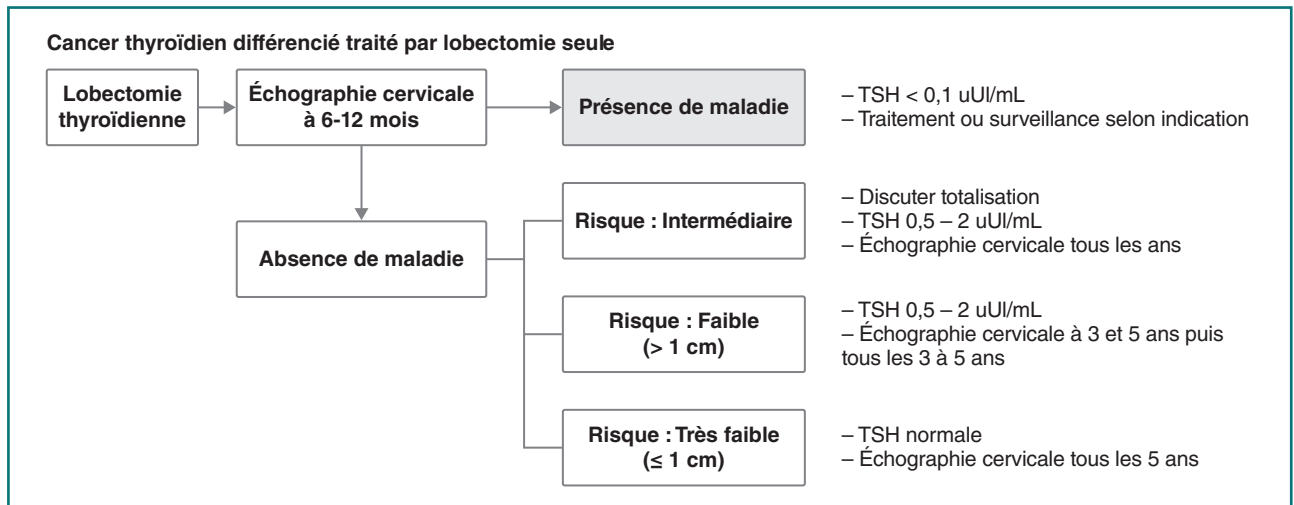 Cancer thyroïdien différencié traité par lobectomie seule
Lobectomie
thyroïdienne
Échographie cervicale
à 6-12 mois
Présence de maladie
– TSH < 0,1 uUI/mL
– Traitement ou surveillance selon indication
Absence de maladie
Risque : Intermédiaire
– Discuter totalisation
– TSH 0,5 – 2 uUI/mL
– Échographie cervicale tous les ans
Risque : Faible
(> 1 cm)
– TSH 0,5 – 2 uUI/mL
– Échographie cervicale à 3 et 5 ans puis
tous les 3 à 5 ans
Risque : Très faible
(≤ 1 cm)
– TSH normale
– Échographie cervicale tous les 5 ans